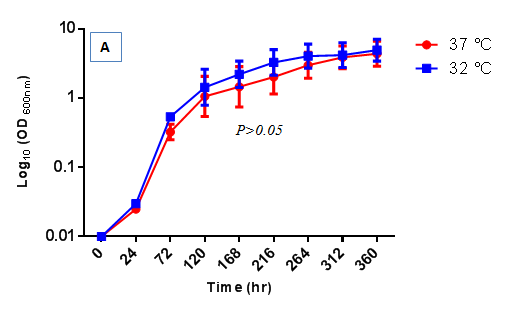 A
37 °C
32 °C
Log10 (OD 600nm)
10
1
0.1
0.01
P>0.05
0 24 72 120 168 216 264 312 360
Time (hr)